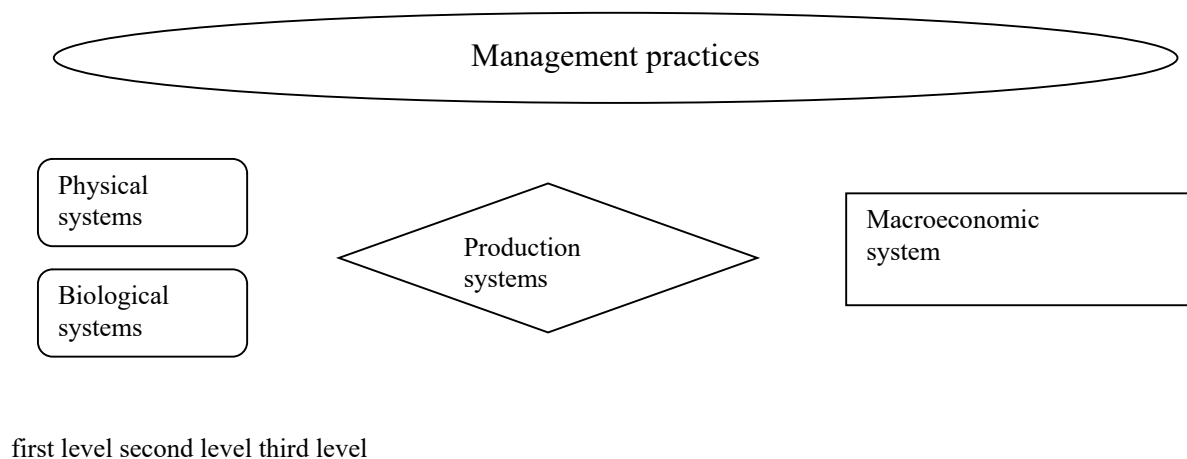 Management practices
Physical
systems
Biological
systems
Production
systems
Macroeconomic
system
first level second level third level